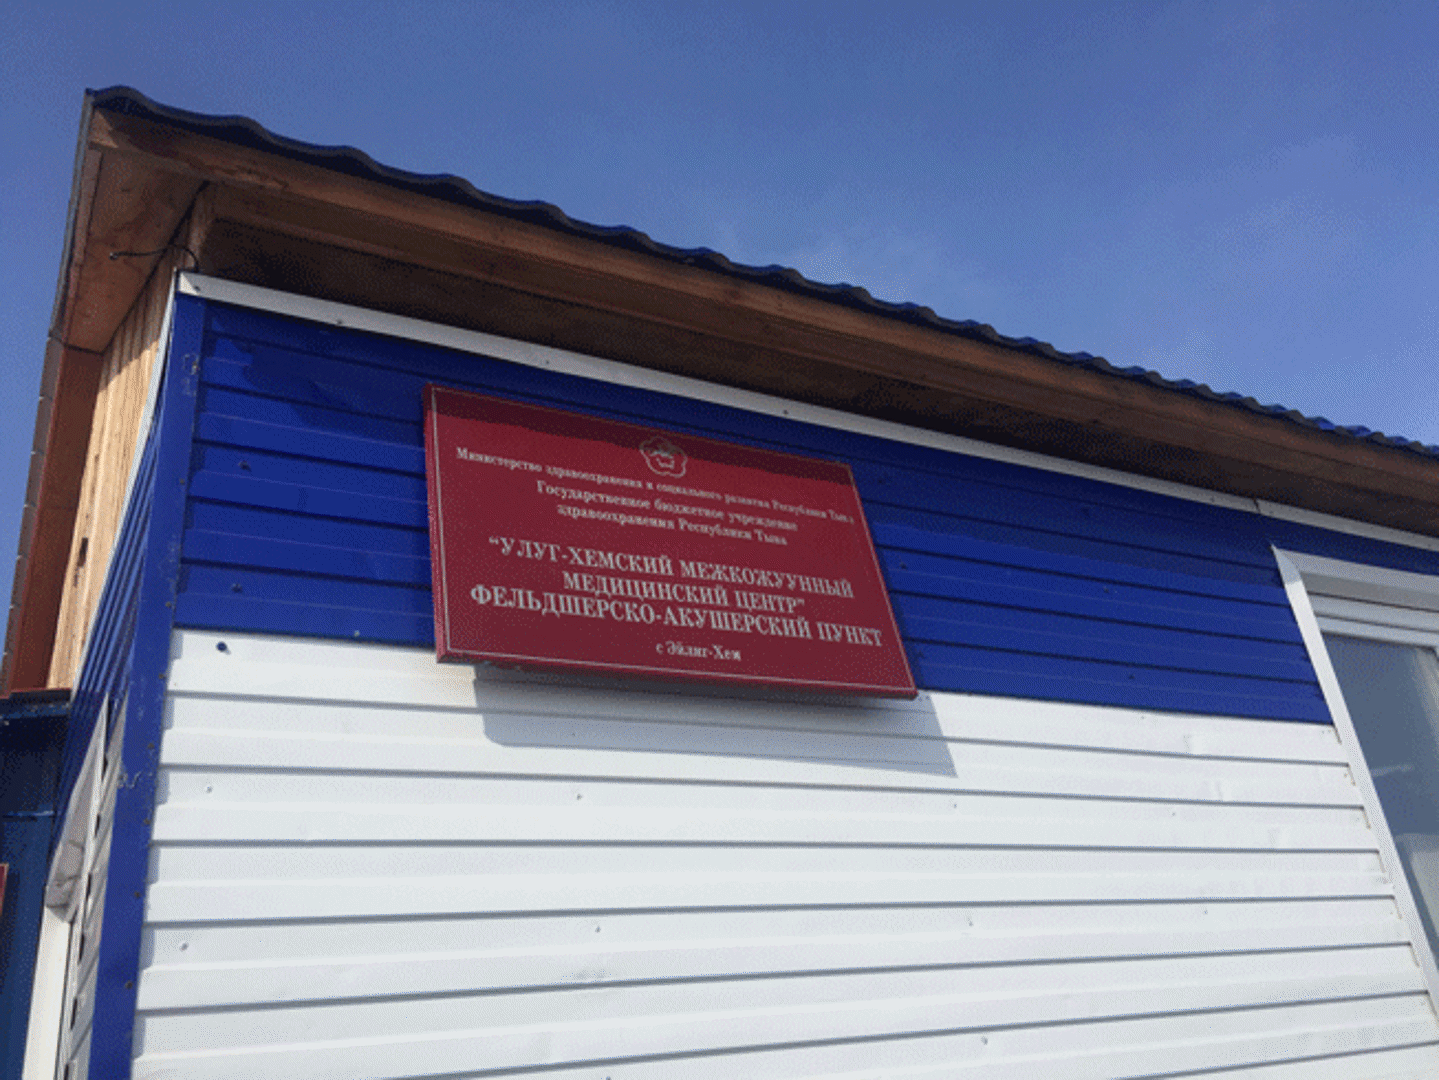 Министерство здравоохранения и социального развития Республики Тыва
Государственное бюджетное учреждение
здравоохранения Республики Тыва
“УЛУГ-ХЕМСКИЙ МЕЖКОЖУУННЫЙ
МЕДИЦИНСКИЙ ЦЕНТР”
ФЕЛЬДШЕРСКО-АКУШЕРСКИЙ ПУНКТ
с Эйлиг-Хем